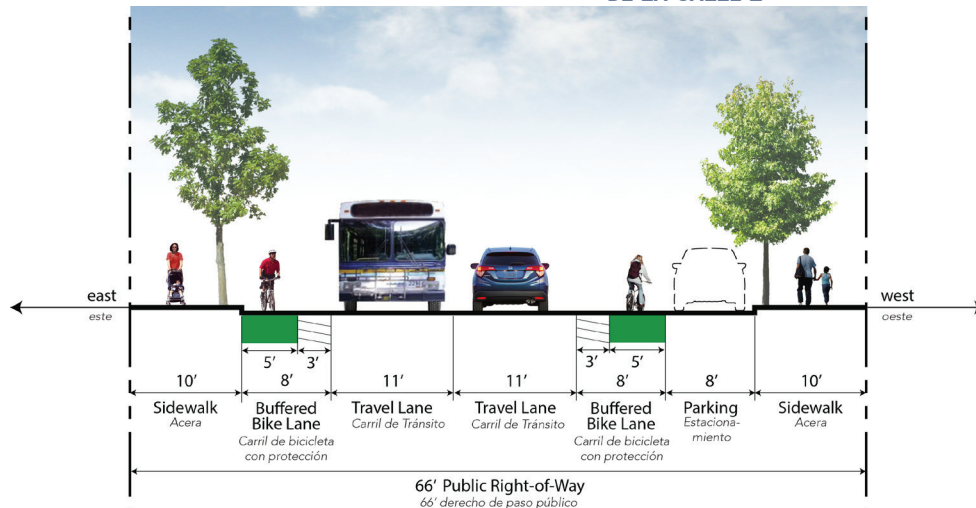 east
este
west
oeste
5’
3’
3’
5’
10’
8’
11’
11’
8’
8’
10’
Sidewalk
Acera
Buffered
Bike Lane
Carril de bicicleta
con protección
Travel Lane
Carril de Tránsito
Travel Lane
Carril de Tránsito
Buffered
Bike Lane
Carril de bicicleta
con protección
Parking
Estaciona-
miento
Sidewalk
Acera
66’ Public Right-of-Way
66’ derecho de paso público